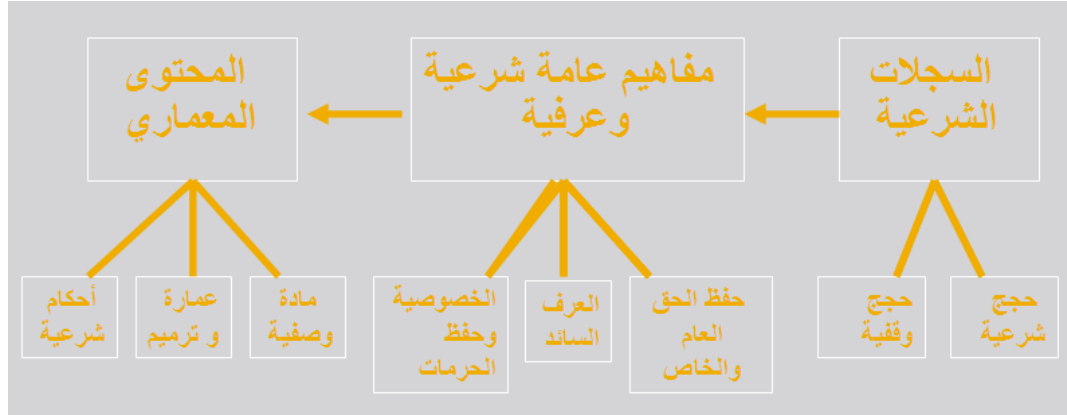 السجلات
الشرعية
مفاهيم عامة شرعية
وعرفية
المحتوى
المعماري
حجج
شرعية
حجج
وقفية
حفظ الحق
العام
والخاص
العرف
السائد
الخصوصية
وحفظ
الحرمات
مادة
وصفية
عمارة
و ترميم
أحكام
شرعية